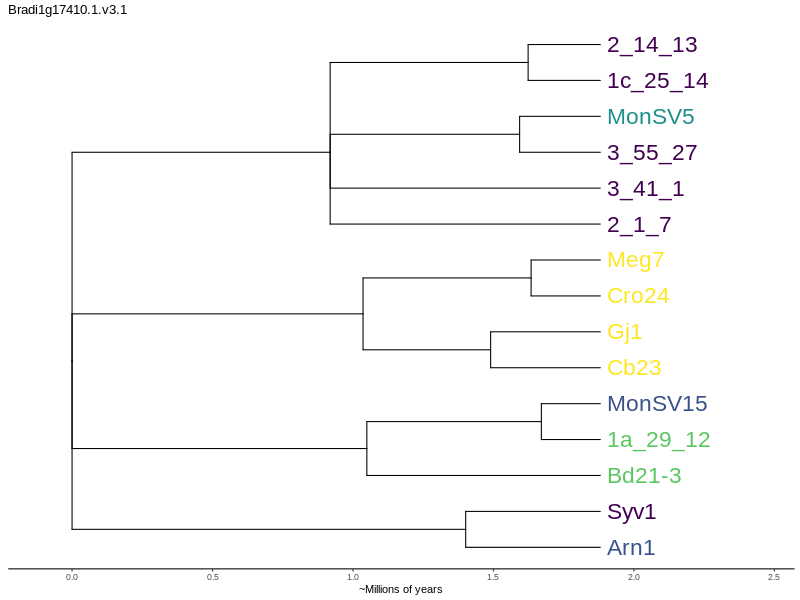 Bradi1g17410.1.v3.1
2_14_13
1c_25_14
MonSV5
3_55_27
3_41_1
2_1_7
Meg7
Cro24
Gj1
Cb23
MonSV15
1a_29_12
Bd21-3
Syv1
Arn1
0.0 0.5 1.0 1.5 2.0 2.5
~Millions of years